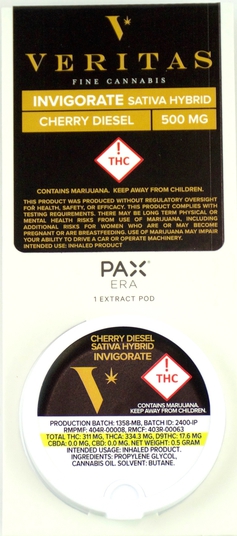 VERITAS
FINE CANNABIS
INVIGORATE SATIVA HYBRID
CHERRY DIESEL
500 MG
!
THC
CONTAINS MARIJUANA. KEEP AWAY FROM CHILDREN.
THIS PRODUCT WAS PRODUCED WITHOUT REGULATORY OVERSIGHT
FOR HEALTH, SAFETY, OR EFFICACY. THIS PRODUCT COMPLIES WITH
TESTING REQUIREMENTS. THERE MAY BE LONG TERM PHYSICAL OR
MENTAL HEALTH RISKS FROM USE OF MARIJUANA, INCLUDING
ADDITIONAL RISKS FOR WOMEN WHO ARE OR MAY BECOME
PREGNANT OR ARE BREASTFEEDING. USE OF MARIJUANA MAY IMPAIR
YOUR ABILITY TO DRIVE A CAR OR OPERATE MACHINERY.
INTENDED USE: INHALED PRODUCT
PAX
ERA
1 EXTRACT POD
CHERRY DIESEL
SATIVA HYBRID
INVIGORATE
!
THC
CONTAINS MARIJUANA.
KEEP AWAY FROM CHILDREN.
PRODUCTION BATCH: 1358-MB, BATCH ID: 2400-IP
RMPMF: 404R-00008, RMCF: 403R-00063
TOTAL THC: 311 MG, THCA: 334.3 MG, D9THC: 17.6 MG
CBDA: 0.0 MG, CBD: 0.0 MG. NET WEIGHT: 0.5 GRAM
INTENDED USAGE: INHALED PRODUCT.
INGREDIENTS: PROPYLENE GLYCOL,
CANNABIS OIL. SOLVENT: BUTANE.